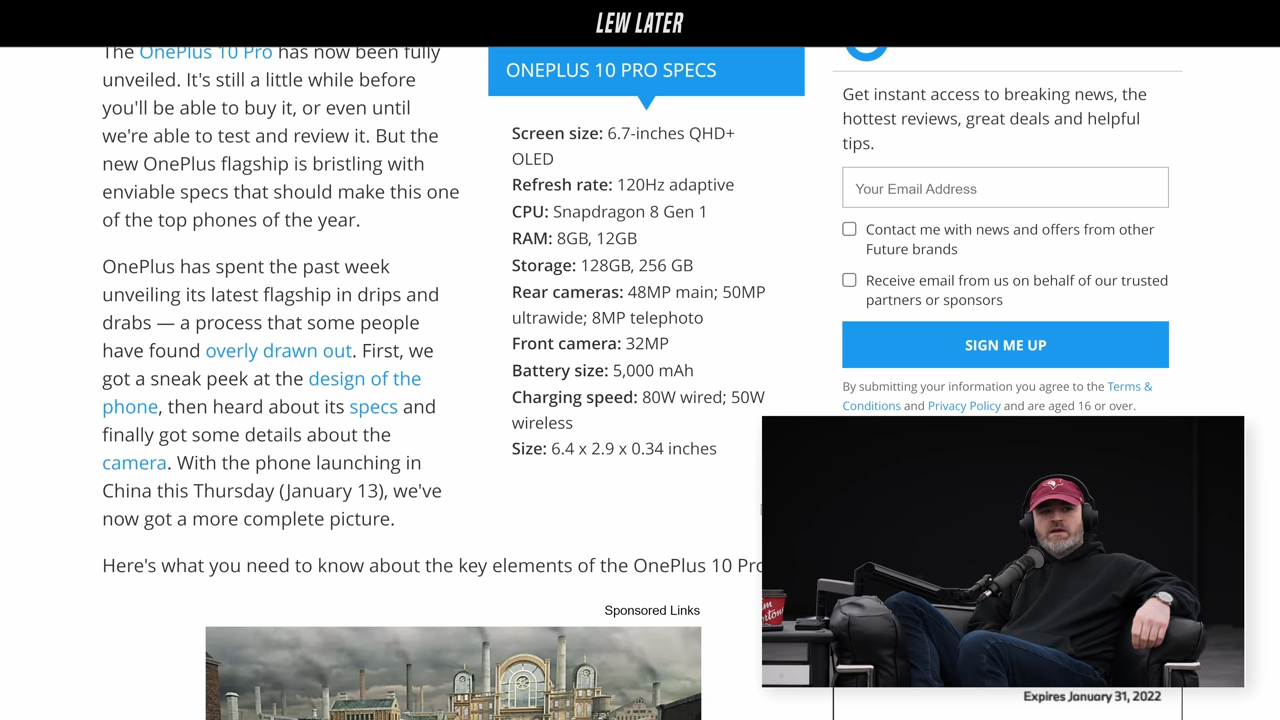 LEW LATER
The OnePlus 10 Pro has now been fully
unveiled. It's still a little while before
you'll be able to buy it, or even until
we're able to test and review it. But the
new OnePlus flagship is bristling with
enviable specs that should make this one
of the top phones of the year.
OnePlus has spent the past week
unveiling its latest flagship in drips and
drabs — a process that some people
have found overly drawn out. First, we
got a sneak peek at the design of the
phone, then heard about its specs and
finally got some details about the
camera. With the phone launching in
China this Thursday (January 13), we've
now got a more complete picture.
Here's what you need to know about the key elements of the OnePlus 10 Pro
Sponsored Links
ONEPLUS 10 PRO SPECS
Screen size: 6.7-inches QHD+
OLED
Refresh rate: 120Hz adaptive
CPU: Snapdragon 8 Gen 1
RAM: 8GB, 12GB
Storage: 128GB, 256 GB
Rear cameras: 48MP main; 50MP
ultrawide; 8MP telephoto
Front camera: 32MP
Battery size: 5,000 mAh
Charging speed: 80W wired; 50W
wireless
Size: 6.4 x 2.9 x 0.34 inches
Get instant access to breaking news, the
hottest reviews, great deals and helpful
tips.
Your Email Address
Contact me with news and offers from other
Future brands
Receive email from us on behalf of our trusted
partners or sponsors
SIGN ME UP
By submitting your information you agree to the Terms &
Conditions and Privacy Policy and are aged 16 or over.
Expires January 31, 2022